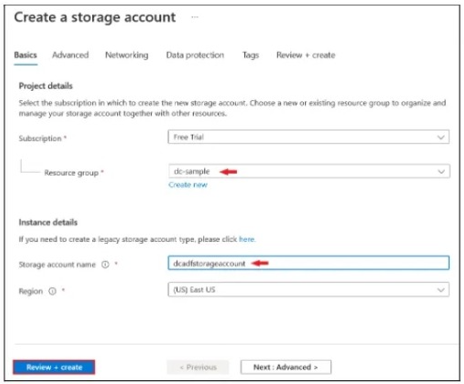 Create a storage account ...
Basics Advanced Networking Data protection Tags Review + create
Project details
Select the subscription in which to create the new storage account. Choose a new or existing resource group to organize and
manage your storage account together with other resources.
Subscription * Free Trial
Resource group * dc-sample
Create new
Instance details
If you need to create a legacy storage account type, please click here.
Storage account name * dcadfstorageaccount
Region * (US) East US
Review + create < Previous Next : Advanced >